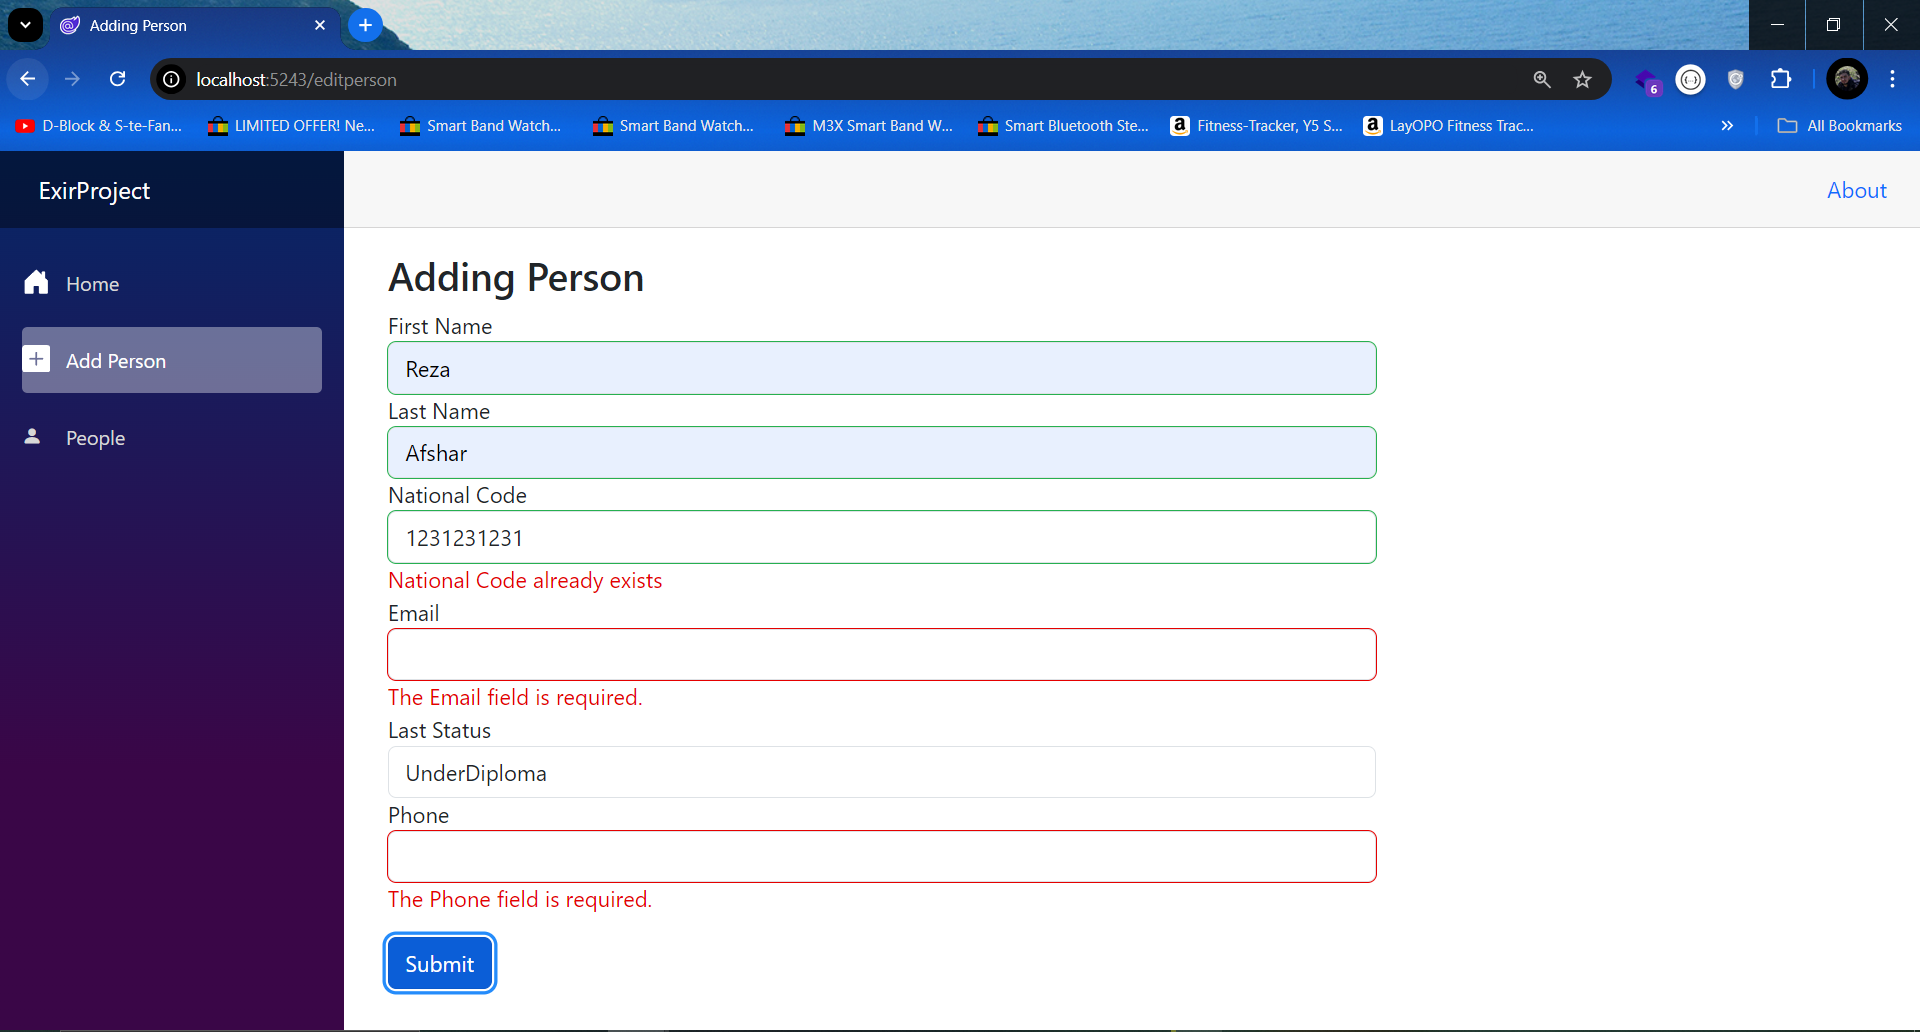 Adding Person
localhost:5243/editperson
6
D-Block & S-te-Fan...
LIMITED OFFER! Ne...
Smart Band Watch...
Smart Band Watch...
M3X Smart Band W...
Smart Bluetooth Ste...
Fitness-Tracker, Y5 S...
LayOPO Fitness Trac...
All Bookmarks
ExirProject
About
Home
Add Person
People
Adding Person
First Name
Reza
Last Name
Afshar
National Code
1231231231
National Code already exists
Email
The Email field is required.
Last Status
UnderDiploma
Phone
The Phone field is required.
Submit